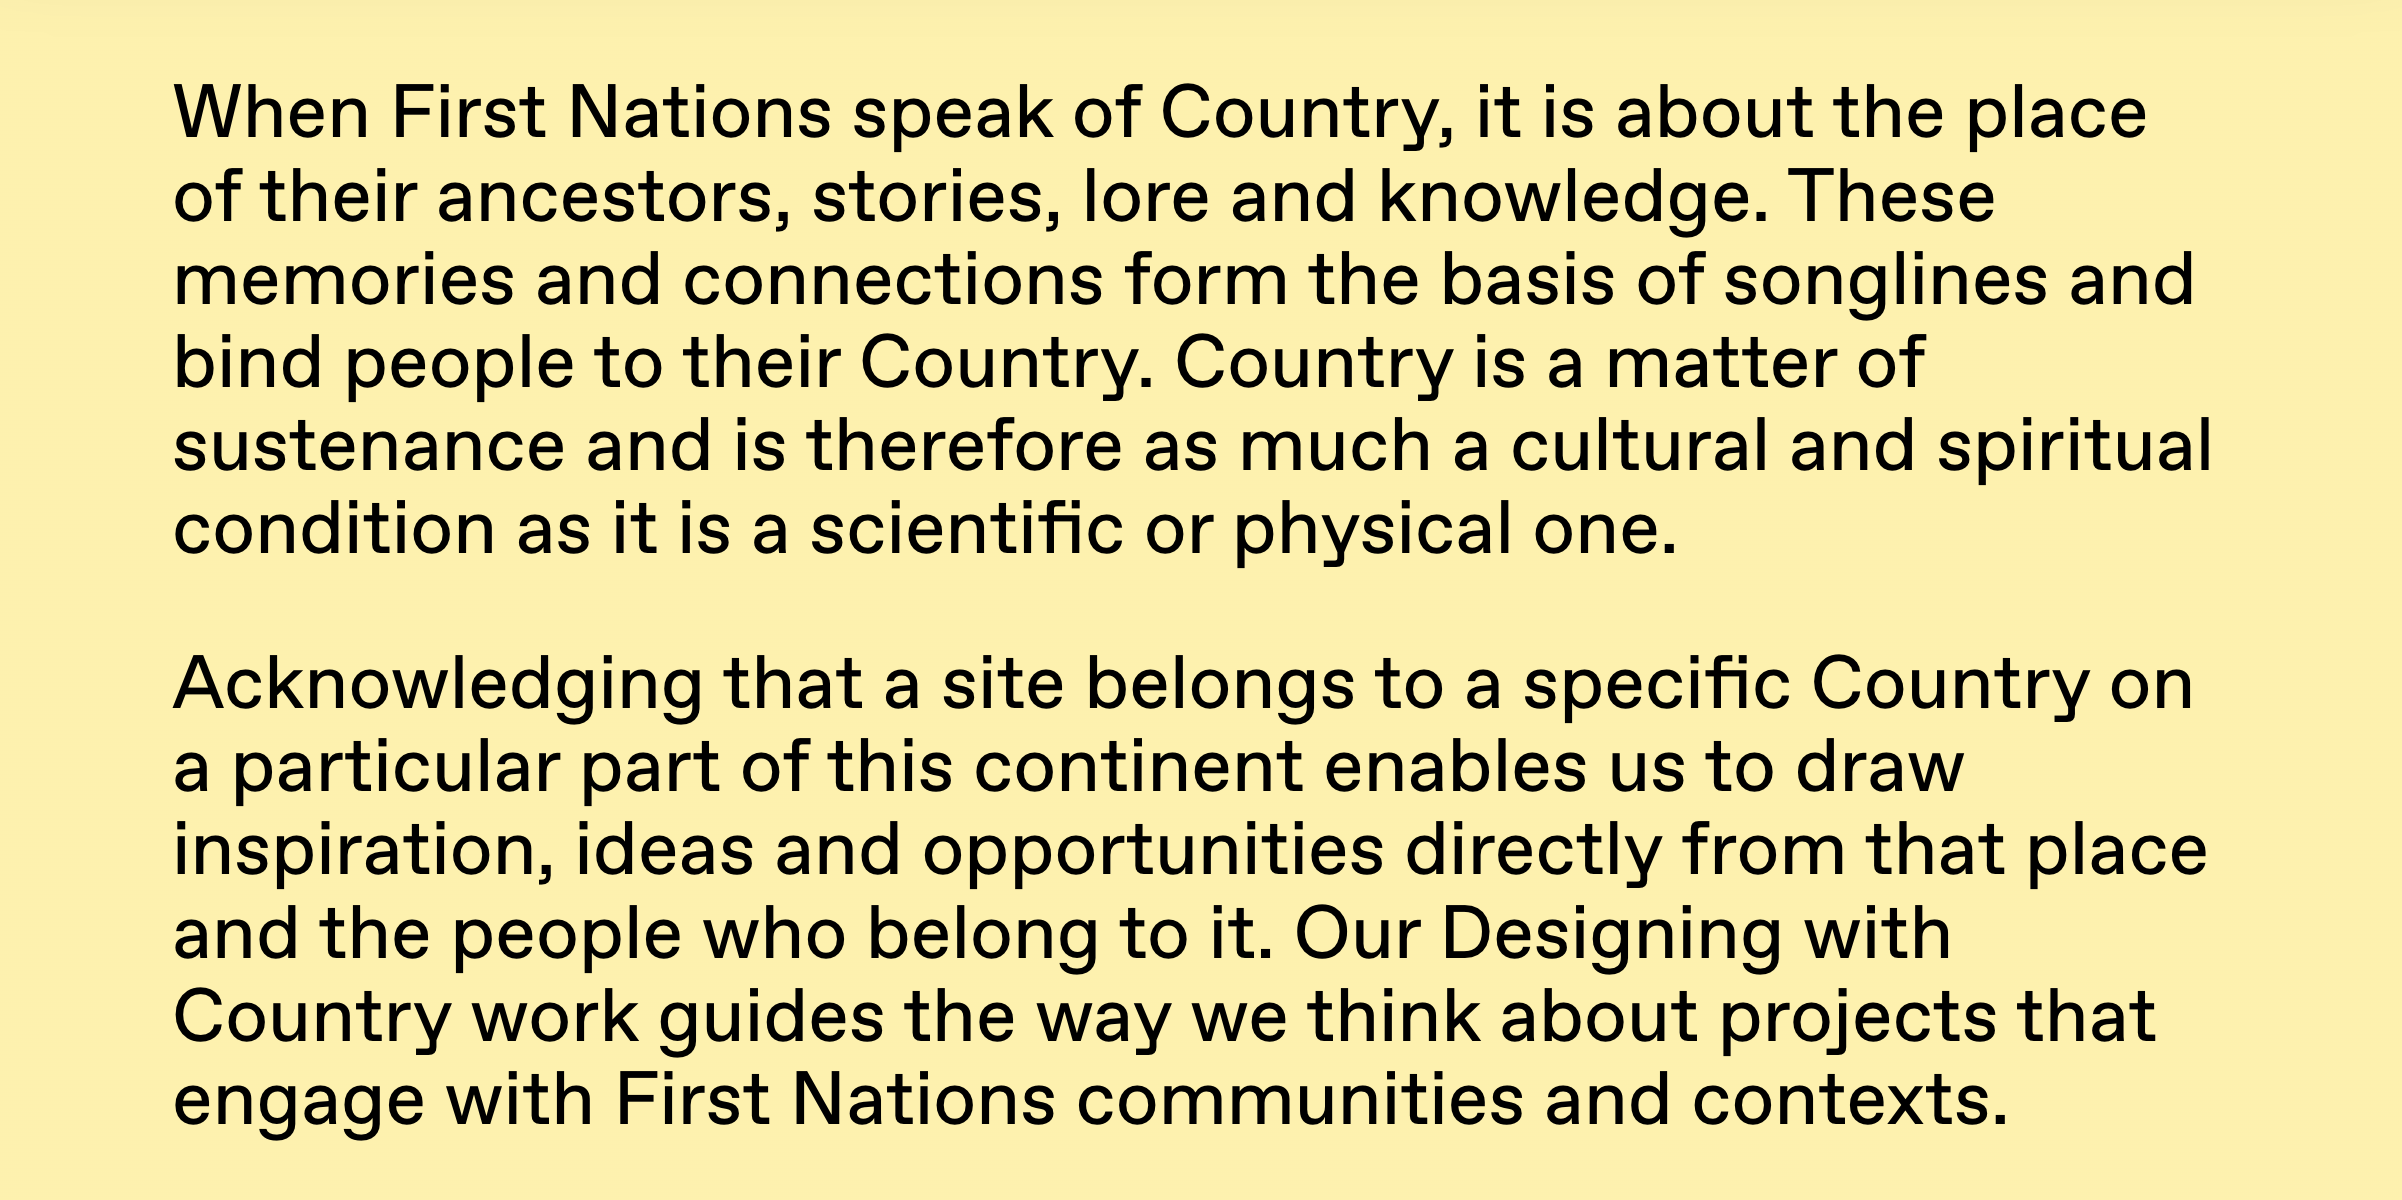 When First Nations speak of Country, it is about the place
of their ancestors, stories, lore and knowledge. These
memories and connections form the basis of songlines and
bind people to their Country. Country is a matter of
sustenance and is therefore as much a cultural and spiritual
condition as it is a scientific or physical one.
Acknowledging that a site belongs to a specific Country on
a particular part of this continent enables us to draw
inspiration, ideas and opportunities directly from that place
and the people who belong to it. Our Designing with
Country work guides the way we think about projects that
engage with First Nations communities and contexts.